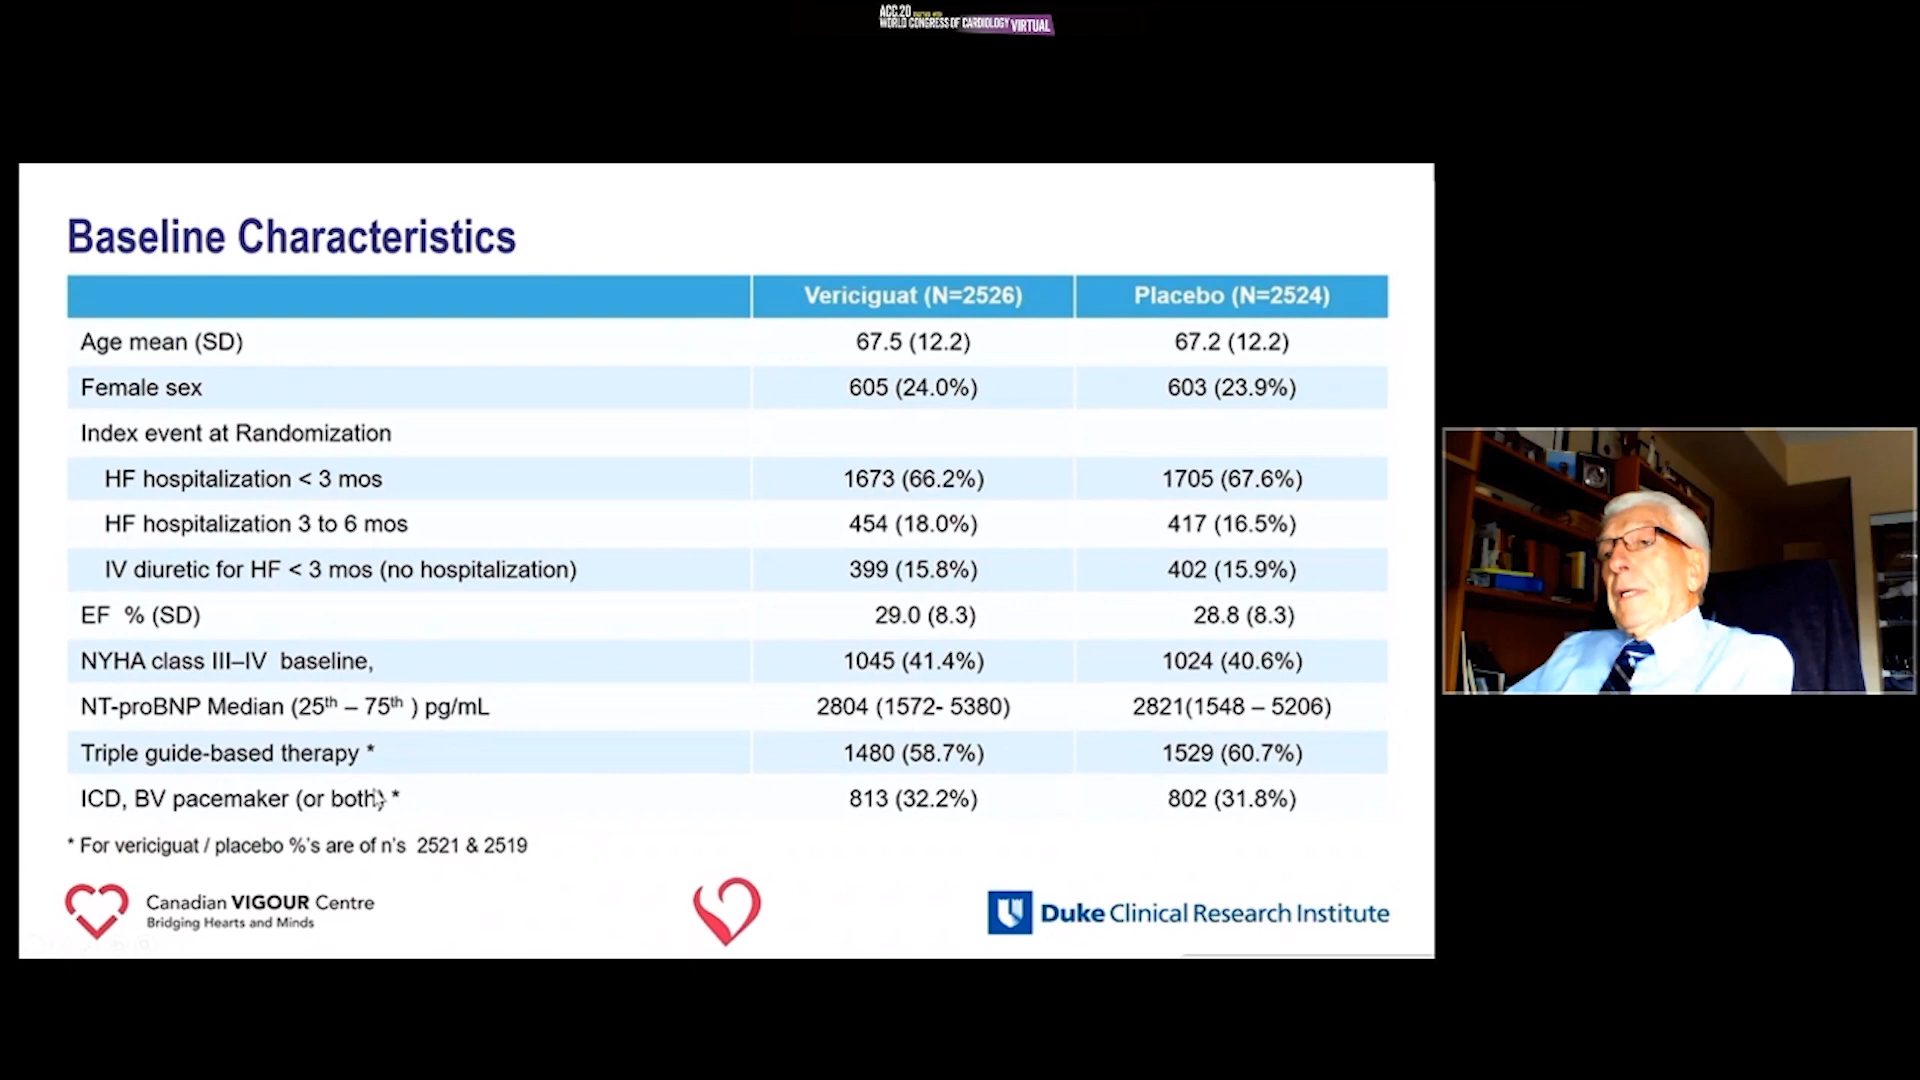 ACC.20
WORLD CONGRESS OF CARDIOLOGY VIRTUAL
Baseline Characteristics
Vericiguat (N=2526) Placebo (N=2524)
Age mean (SD) 67.5 (12.2) 67.2 (12.2)
Female sex 605 (24.0%) 603 (23.9%)
Index event at Randomization
HF hospitalization < 3 mos 1673 (66.2%) 1705 (67.6%)
HF hospitalization 3 to 6 mos 454 (18.0%) 417 (16.5%)
IV diuretic for HF < 3 mos (no hospitalization) 399 (15.8%) 402 (15.9%)
EF % (SD) 29.0 (8.3) 28.8 (8.3)
NYHA class III–IV baseline, 1045 (41.4%) 1024 (40.6%)
NT-proBNP Median (25th – 75th ) pg/mL 2804 (1572- 5380) 2821(1548 – 5206)
Triple guide-based therapy * 1480 (58.7%) 1529 (60.7%)
ICD, BV pacemaker (or both) * 813 (32.2%) 802 (31.8%)
* For vericiguat / placebo %'s are of n's 2521 & 2519
Canadian VIGOUR Centre
Bridging Hearts and Minds
Duke Clinical Research Institute